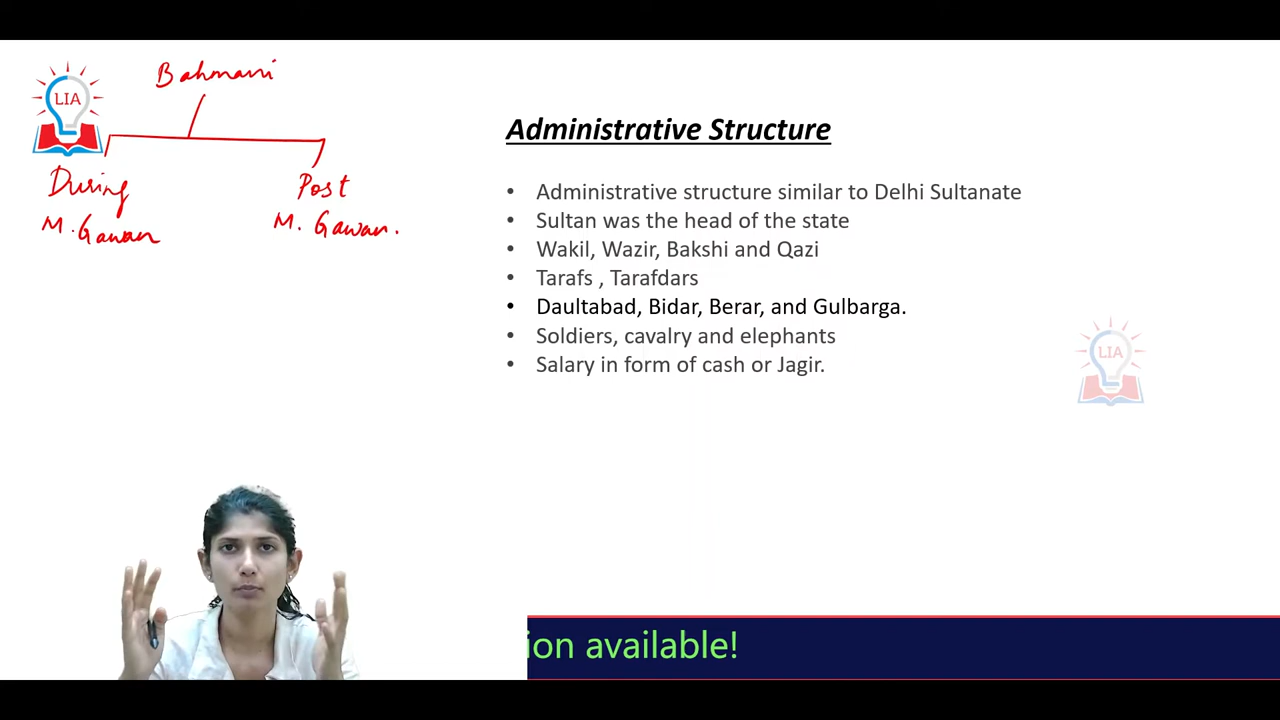 LIA
Bahmani
During
M. Gawan
Post
M. Gawan.
Administrative Structure
• Administrative structure similar to Delhi Sultanate
• Sultan was the head of the state
• Wakil, Wazir, Bakshi and Qazi
• Tarafs , Tarafdars
• Daultabad, Bidar, Berar, and Gulbarga.
• Soldiers, cavalry and elephants
• Salary in form of cash or Jagir.
LIA
ion available!